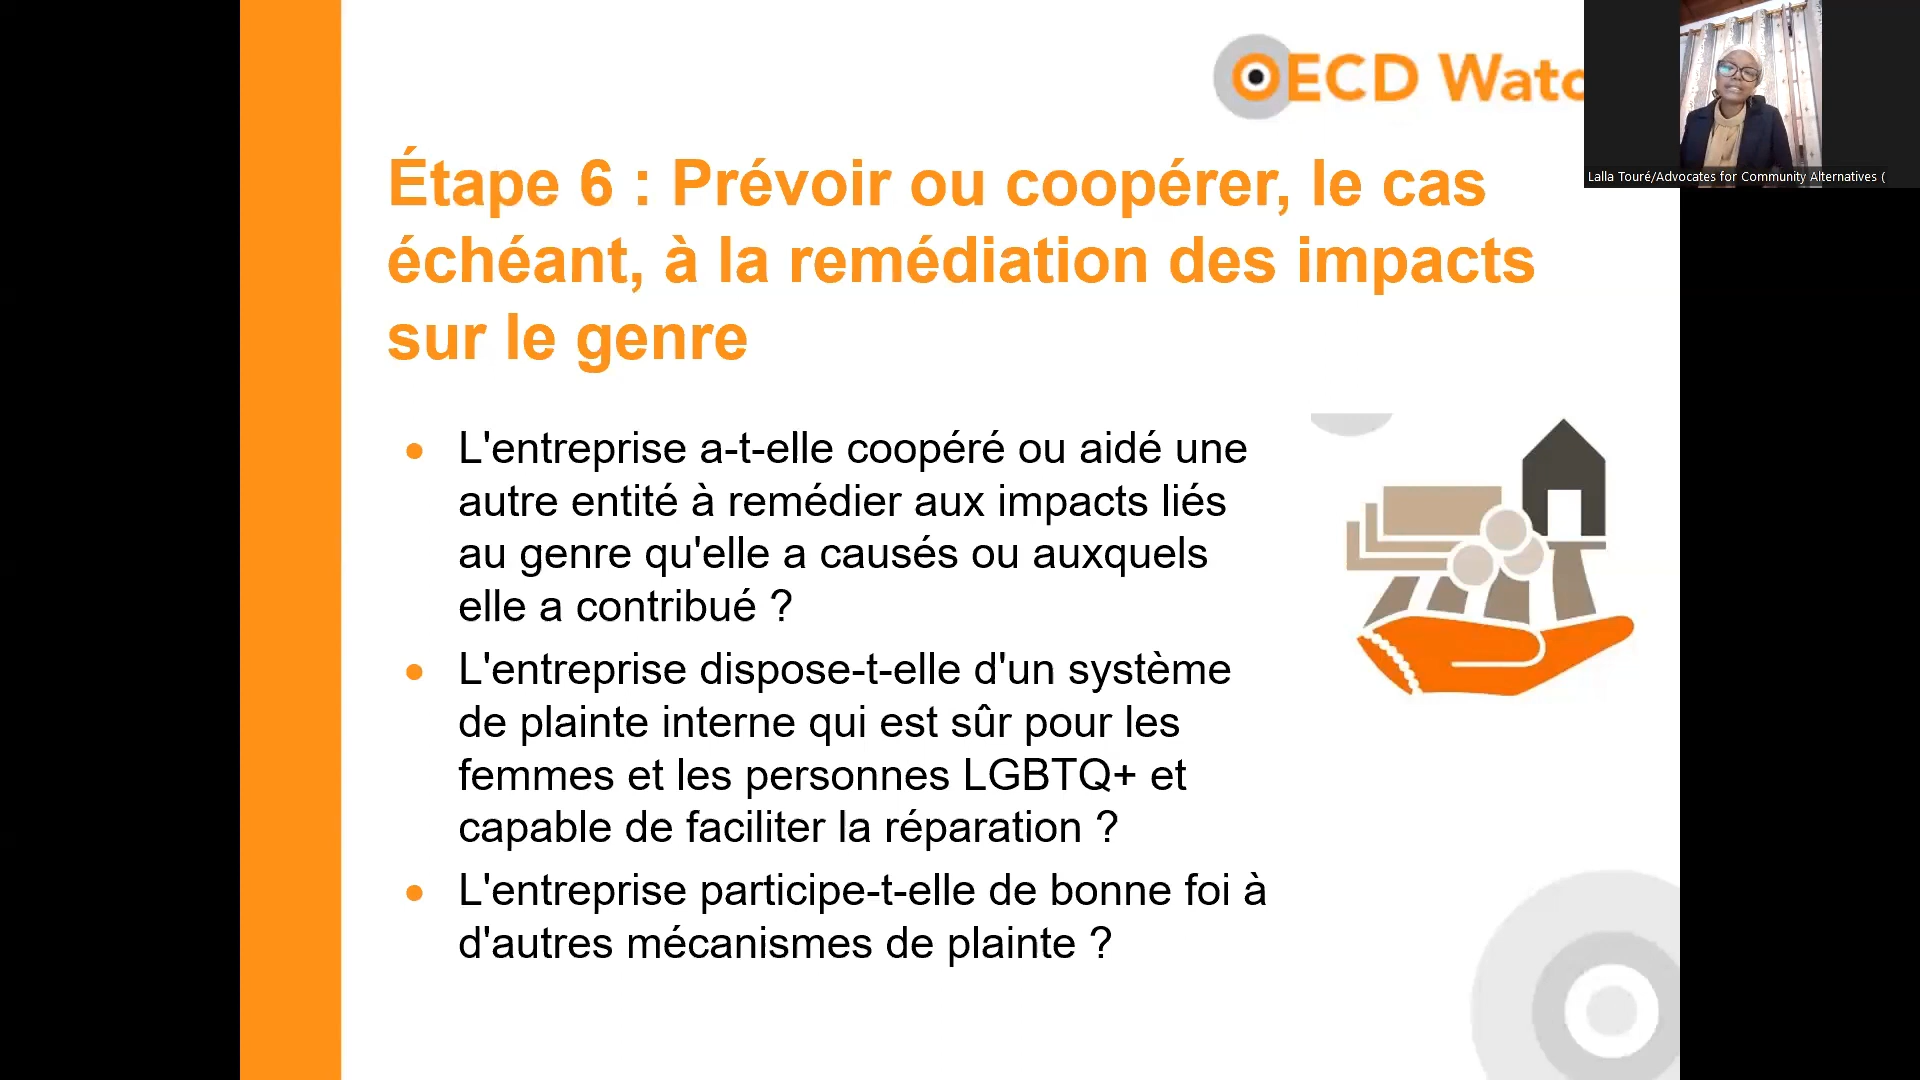 OECD Watc
Lalla Touré/Advocates for Community Alternatives (
Étape 6 : Prévoir ou coopérer, le cas
échéant, à la remédiation des impacts
sur le genre
L'entreprise a-t-elle coopéré ou aidé une
autre entité à remédier aux impacts liés
au genre qu'elle a causés ou auxquels
elle a contribué ?
L'entreprise dispose-t-elle d'un système
de plainte interne qui est sûr pour les
femmes et les personnes LGBTQ+ et
capable de faciliter la réparation ?
L'entreprise participe-t-elle de bonne foi à
d'autres mécanismes de plainte ?